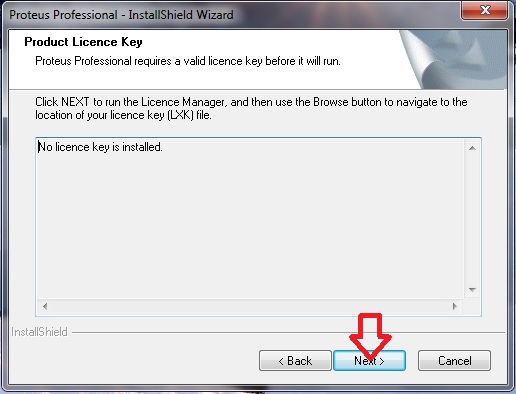 Proteus Professional - InstallShield Wizard
Product Licence Key
Proteus Professional requires a valid licence key before it will run.
Click NEXT to run the Licence Manager, and then use the Browse button to navigate to the
location of your licence key (LXK) file.
No licence key is installed.
InstallShield
< Back
Next >
Cancel